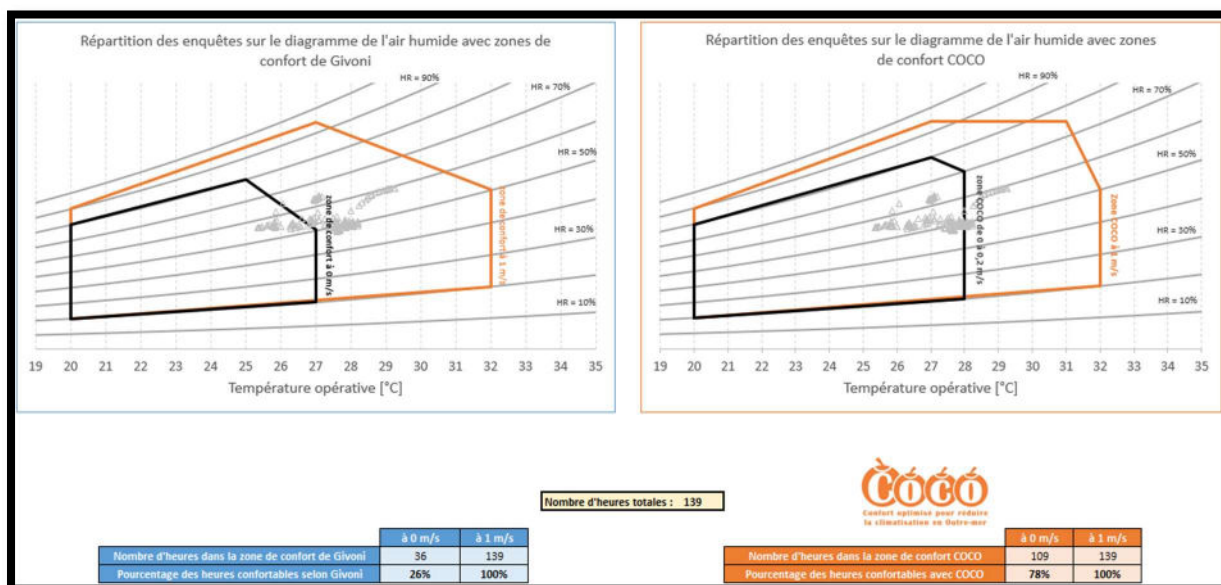 Répartition des enquêtes sur le diagramme de l'air humide avec zones de
confort de Givoni
HR = 90%
HR = 70%
HR = 50%
HR = 30%
HR = 10%
zone de confort à 0 m/s
zone de confort à 1 m/s
19 20 21 22 23 24 25 26 27 28 29 30 31 32 33 34 35
Température opérative [°C]
Répartition des enquêtes sur le diagramme de l'air humide avec zones
de confort COCO
HR = 90%
HR = 70%
HR = 50%
HR = 30%
HR = 10%
zone COCO de 0 à 0,2 m/s
zone COCO à 1 m/s
19 20 21 22 23 24 25 26 27 28 29 30 31 32 33 34 35
Température opérative [°C]
Nombre d'heures totales : 139
COCO
Confort optimisé pour réduire
la climatisation en Outre-mer
à 0 m/s à 1 m/s
Nombre d'heures dans la zone de confort de Givoni 36 139
Pourcentage des heures confortables selon Givoni 26% 100%
à 0 m/s à 1 m/s
Nombre d'heures dans la zone de confort COCO 109 139
Pourcentage des heures confortables avec COCO 78% 100%